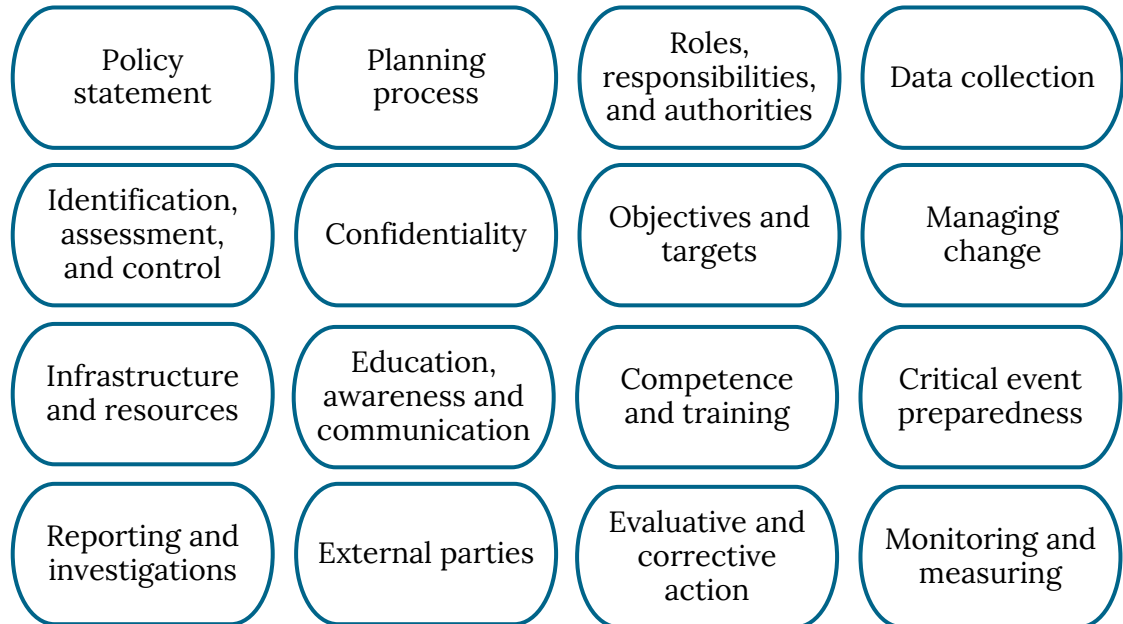 Policy
statement
Planning
process
Roles,
responsibilities,
and authorities
Data collection
Identification,
assessment,
and control
Confidentiality
Objectives and
targets
Managing
change
Infrastructure
and resources
Education,
awareness and
communication
Competence
and training
Critical event
preparedness
Reporting and
investigations
External parties
Evaluative and
corrective
action
Monitoring and
measuring